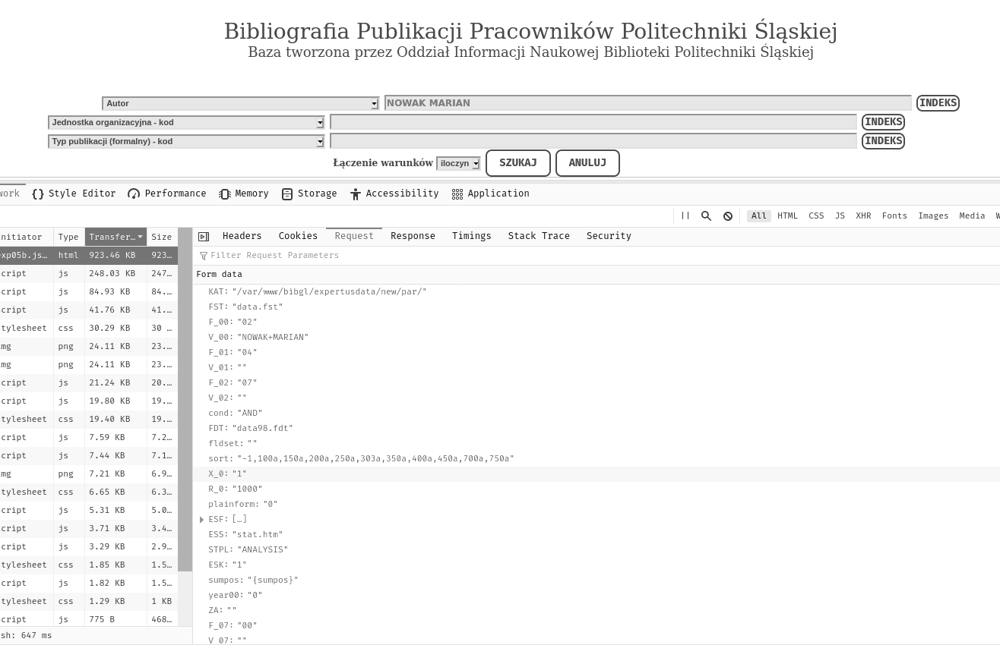 Bibliografia Publikacji Pracowników Politechniki Śląskiej
Baza tworzona przez Oddział Informacji Naukowej Biblioteki Politechniki Śląskiej
Autor NOWAK MARIAN INDEKS
Jednostka organizacyjna - kod INDEKS
Typ publikacji (formalny) - kod INDEKS
Łączenie warunków iloczyn SZUKAJ ANULUJ
work {} Style Editor Performance Memory Storage Accessibility Application
All HTML CSS JS XHR Fonts Images Media W
nitiator Type Transfer… Size Headers Cookies Request Response Timings Stack Trace Security
xp05b.js… html 923.46 KB 923… Filter Request Parameters
cript js 248.03 KB 247… Form data
cript js 84.93 KB 84.… KAT: "/var/www/bibgl/expertusdata/new/par/"
cript js 41.76 KB 41.… FST: "data.fst"
tylesheet css 30.29 KB 30 … F_00: "02"
mg png 24.11 KB 23.… V_00: "NOWAK+MARIAN"
mg png 24.11 KB 23.… F_01: "04"
cript js 21.24 KB 20.… V_01: ""
F_02: "07"
cript js 19.80 KB 19.… V_02: ""
tylesheet css 19.40 KB 19.… cond: "AND"
cript js 7.59 KB 7.2… FDT: "data98.fdt"
fldset: ""
cript js 7.44 KB 7.1… sort: "-1,100a,150a,200a,250a,303a,350a,400a,450a,700a,750a"
mg png 7.21 KB 6.9… X_0: "1"
tylesheet css 6.65 KB 6.3… R_0: "1000"
cript js 5.31 KB 5.0… plainform: "0"
ESF: […]
cript js 3.71 KB 3.4… ESS: "stat.htm"
cript js 3.29 KB 2.9… STPL: "ANALYSIS"
tylesheet css 1.85 KB 1.5… ESK: "1"
cript js 1.82 KB 1.5… sumpos: "{sumpos}"
tylesheet css 1.29 KB 1 KB year00: "0"
ZA: ""
cript js 775 B 468… F_07: "00"
sh: 647 ms V_07: ""